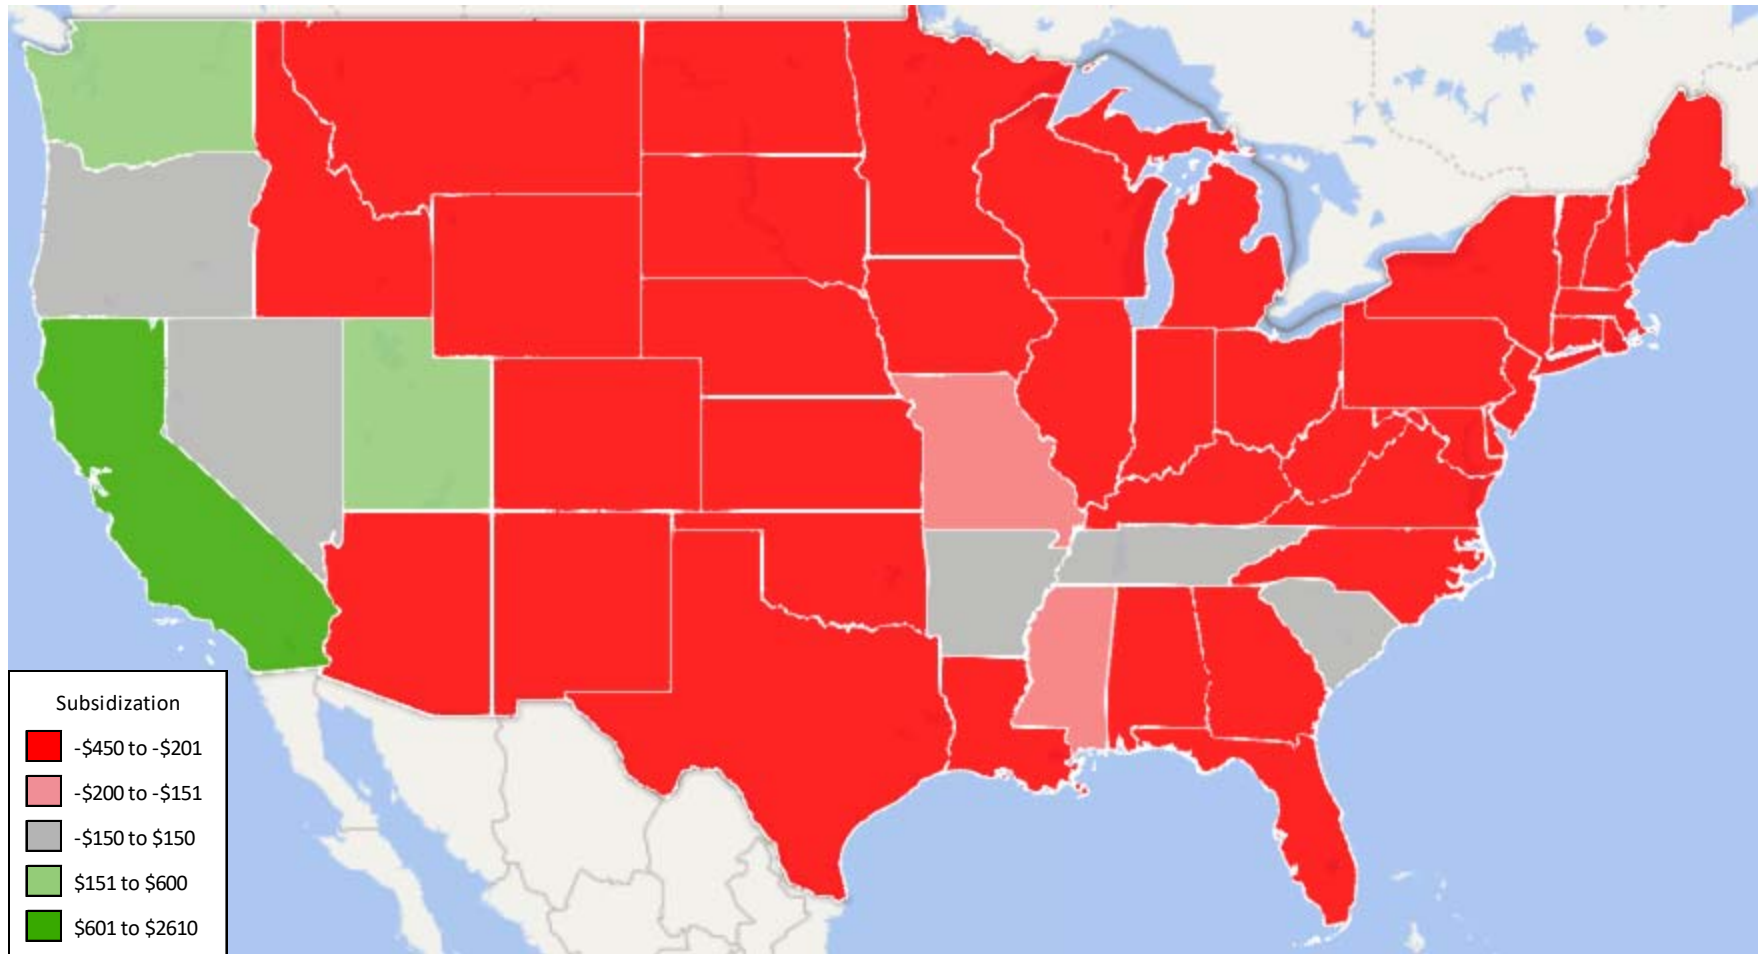 Subsidization
-$450 to -$201
-$200 to -$151
-$150 to $150
$151 to $600
$601 to $2610